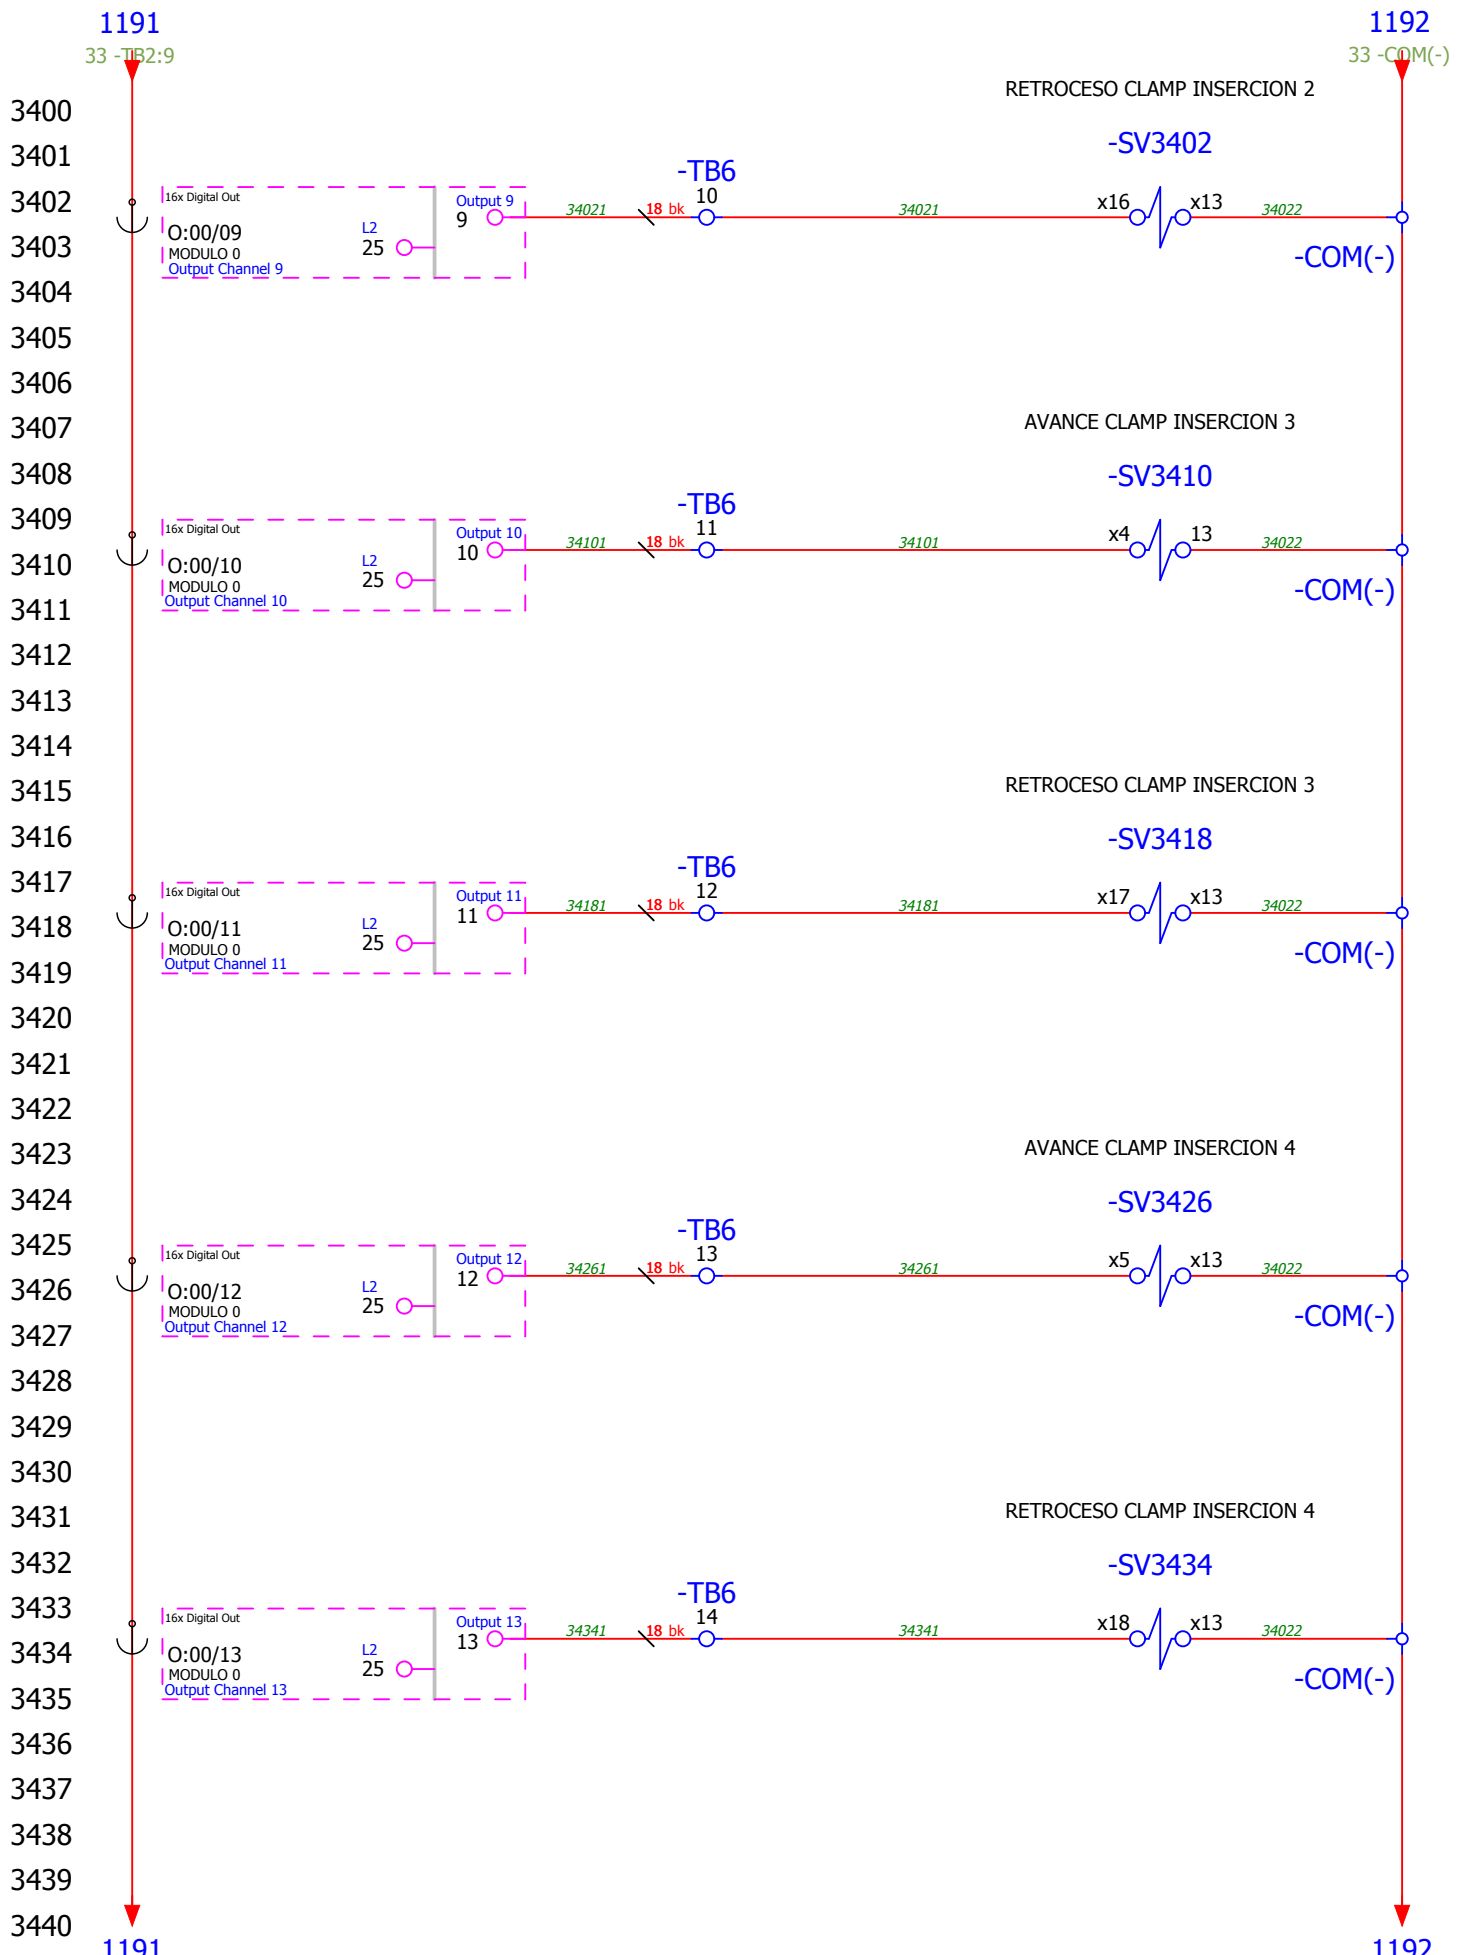 1191
1192
33 -TB2:9
33 -COM(-)
RETROCESO CLAMP INSERCION 2
3400
3401
-SV3402
-TB6
3402
16x Digital Out
Output 9
9
10
34021
18 bk
34021
x16
x13
34022
O:00/09
L2
25
3403
MODULO 0
Output Channel 9
-COM(-)
3404
3405
3406
3407
AVANCE CLAMP INSERCION 3
3408
-SV3410
-TB6
3409
16x Digital Out
Output 10
10
11
34101
18 bk
34101
x4
13
34022
3410
O:00/10
L2
25
MODULO 0
Output Channel 10
-COM(-)
3411
3412
3413
3414
3415
RETROCESO CLAMP INSERCION 3
3416
-SV3418
-TB6
3417
16x Digital Out
Output 11
11
12
34181
18 bk
34181
x17
x13
34022
3418
O:00/11
L2
25
MODULO 0
Output Channel 11
-COM(-)
3419
3420
3421
3422
3423
AVANCE CLAMP INSERCION 4
3424
-SV3426
-TB6
3425
16x Digital Out
Output 12
12
13
34261
18 bk
34261
x5
x13
34022
3426
O:00/12
L2
25
MODULO 0
Output Channel 12
-COM(-)
3427
3428
3429
3430
3431
RETROCESO CLAMP INSERCION 4
3432
-SV3434
-TB6
3433
16x Digital Out
Output 13
13
14
34341
18 bk
34341
x18
x13
34022
3434
O:00/13
L2
25
MODULO 0
Output Channel 13
-COM(-)
3435
3436
3437
3438
3439
3440
1191
1192